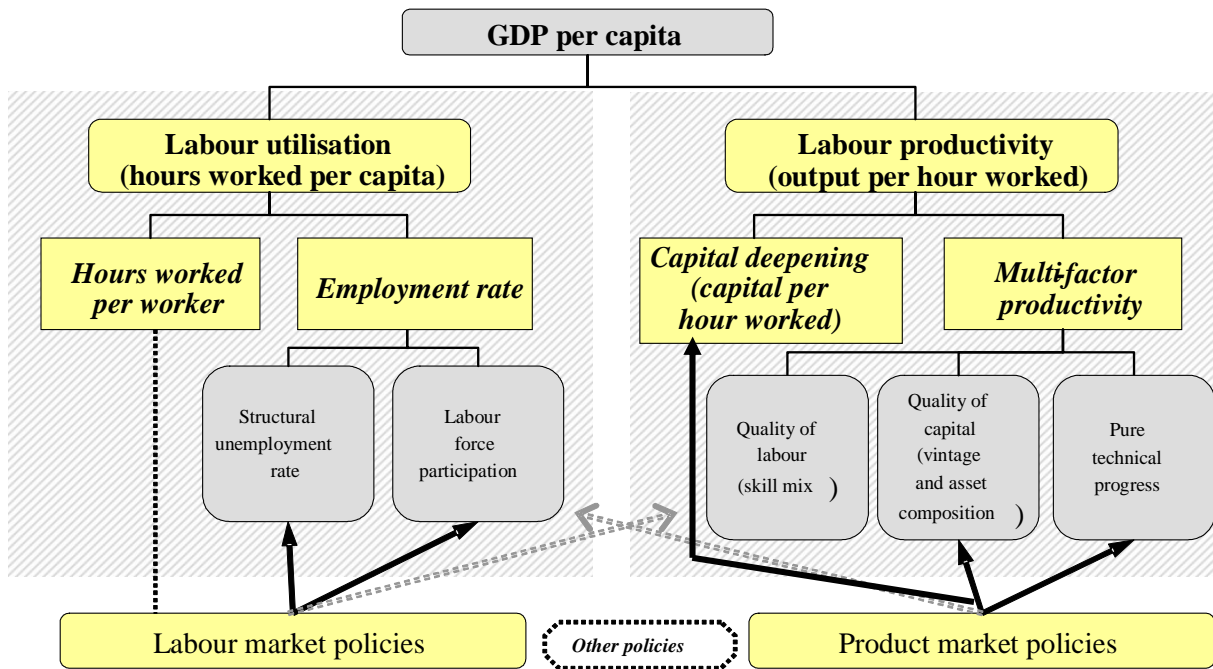 GDP per capita
Labour utilisation
(hours worked per capita)
Labour productivity
(output per hour worked)
Hours worked
per worker
Employment rate
Capital deepening
(capital per
hour worked)
Multi-factor
productivity
Structural
unemployment
rate
Labour
force
participation
Quality of
labour
(skill mix )
Quality of
capital
(vintage
and asset
composition )
Pure
technical
progress
Labour market policies
Other policies
Product market policies